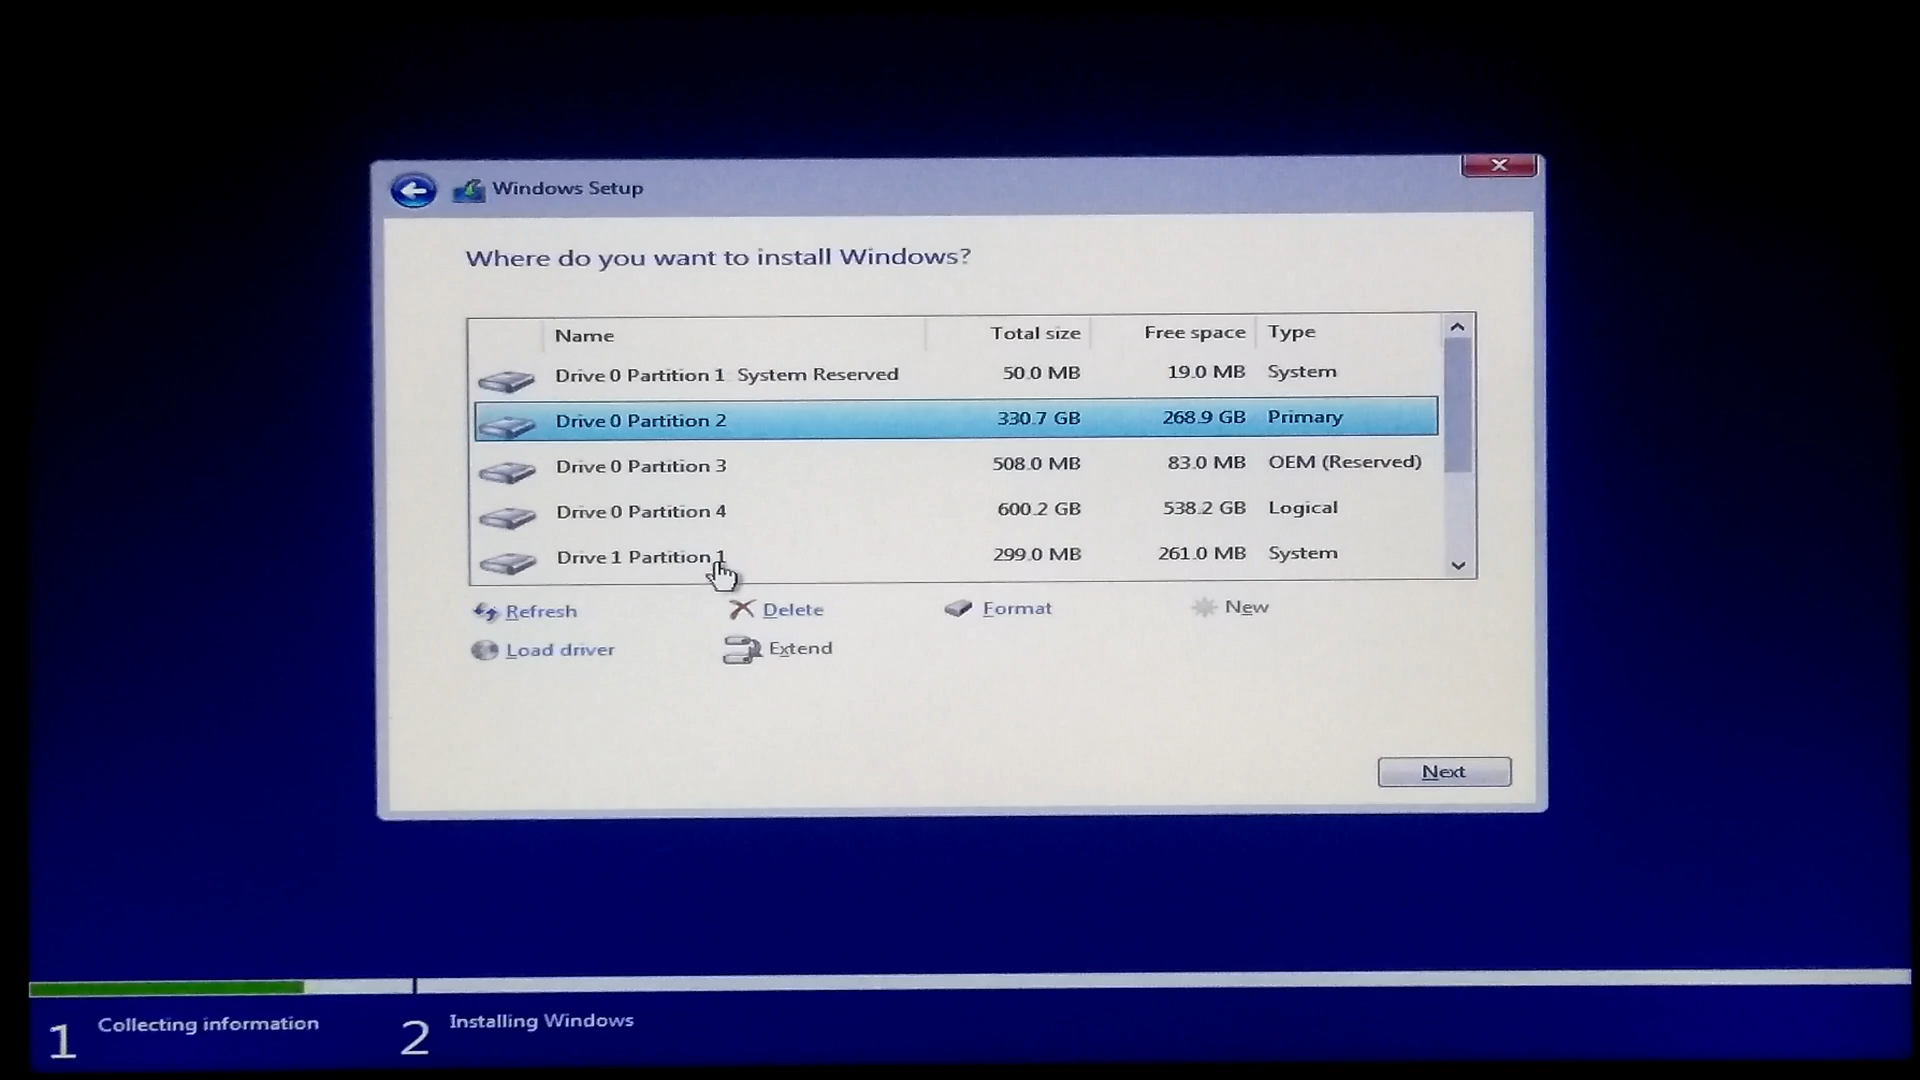 Windows Setup
Where do you want to install Windows?
Name Total size Free space Type
Drive 0 Partition 1 System Reserved 50.0 MB 19.0 MB System
Drive 0 Partition 2 330.7 GB 268.9 GB Primary
Drive 0 Partition 3 508.0 MB 83.0 MB OEM (Reserved)
Drive 0 Partition 4 600.2 GB 538.2 GB Logical
Drive 1 Partition 1 299.0 MB 261.0 MB System
Refresh Delete Format New
Load driver Extend
Next
1 Collecting information 2 Installing Windows